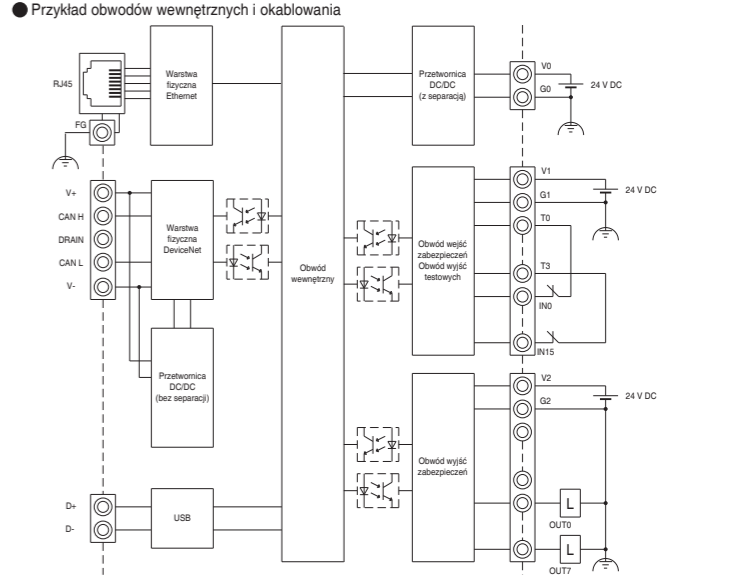 ● Przykład obwodów wewnętrznych i okablowania
RJ45
FG
Warstwa
fizyczna
Ethernet
V+
CAN H
DRAIN
CAN L
V-
Warstwa
fizyczna
DeviceNet
Przetwornica
DC/DC
(bez separacji)
D+
D-
USB
Obwód
wewnętrzny
Przetwornica
DC/DC
(z separacją)
V0
G0
24 V DC
Obwód wejść
zabezpieczeń
Obwód wyjść
testowych
V1
G1
T0
T3
IN0
IN15
24 V DC
Obwód wyjść
zabezpieczeń
V2
G2
24 V DC
L
OUT0
L
OUT7